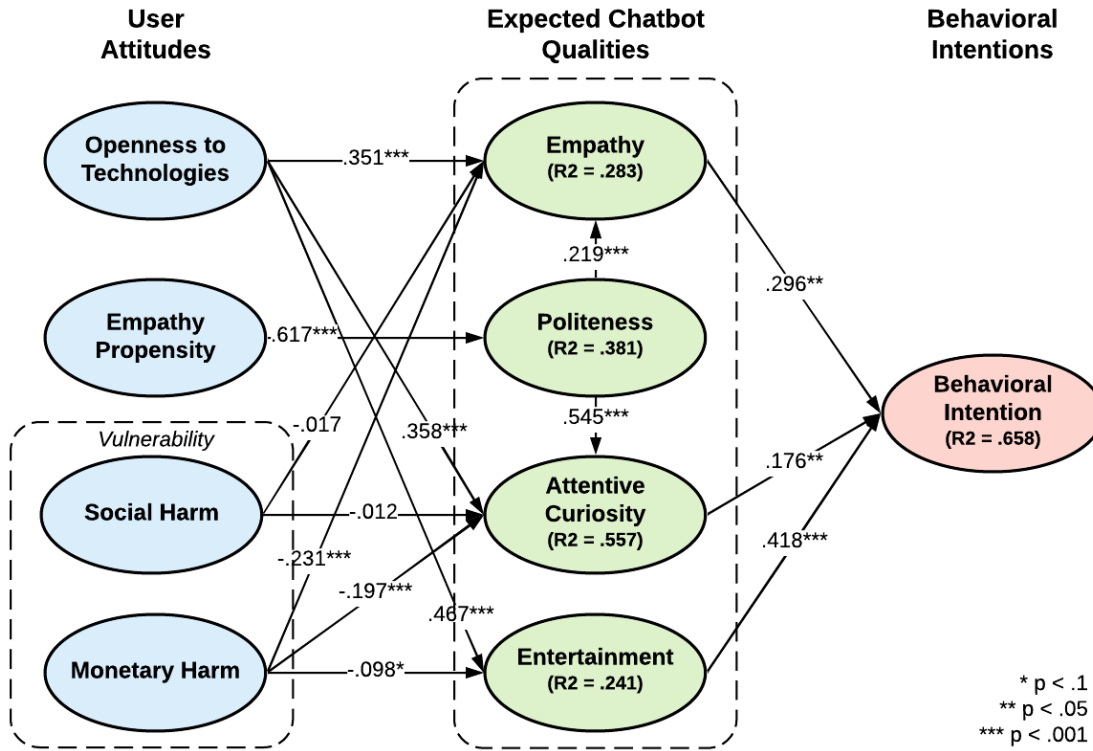 User
Attitudes
Expected Chatbot
Qualities
Behavioral
Intentions
Openness to
Technologies
.351***
Empathy
(R2 = .283)
.219***
.296**
Empathy
Propensity
.617***
Politeness
(R2 = .381)
Behavioral
Intention
(R2 = .658)
.545***
Vulnerability
-.017
.358***
.176**
Social Harm
-.012
Attentive
Curiosity
(R2 = .557)
.418***
-.231***
-.197***
.467***
Monetary Harm
-.098*
Entertainment
(R2 = .241)
* p < .1
** p < .05
*** p < .001